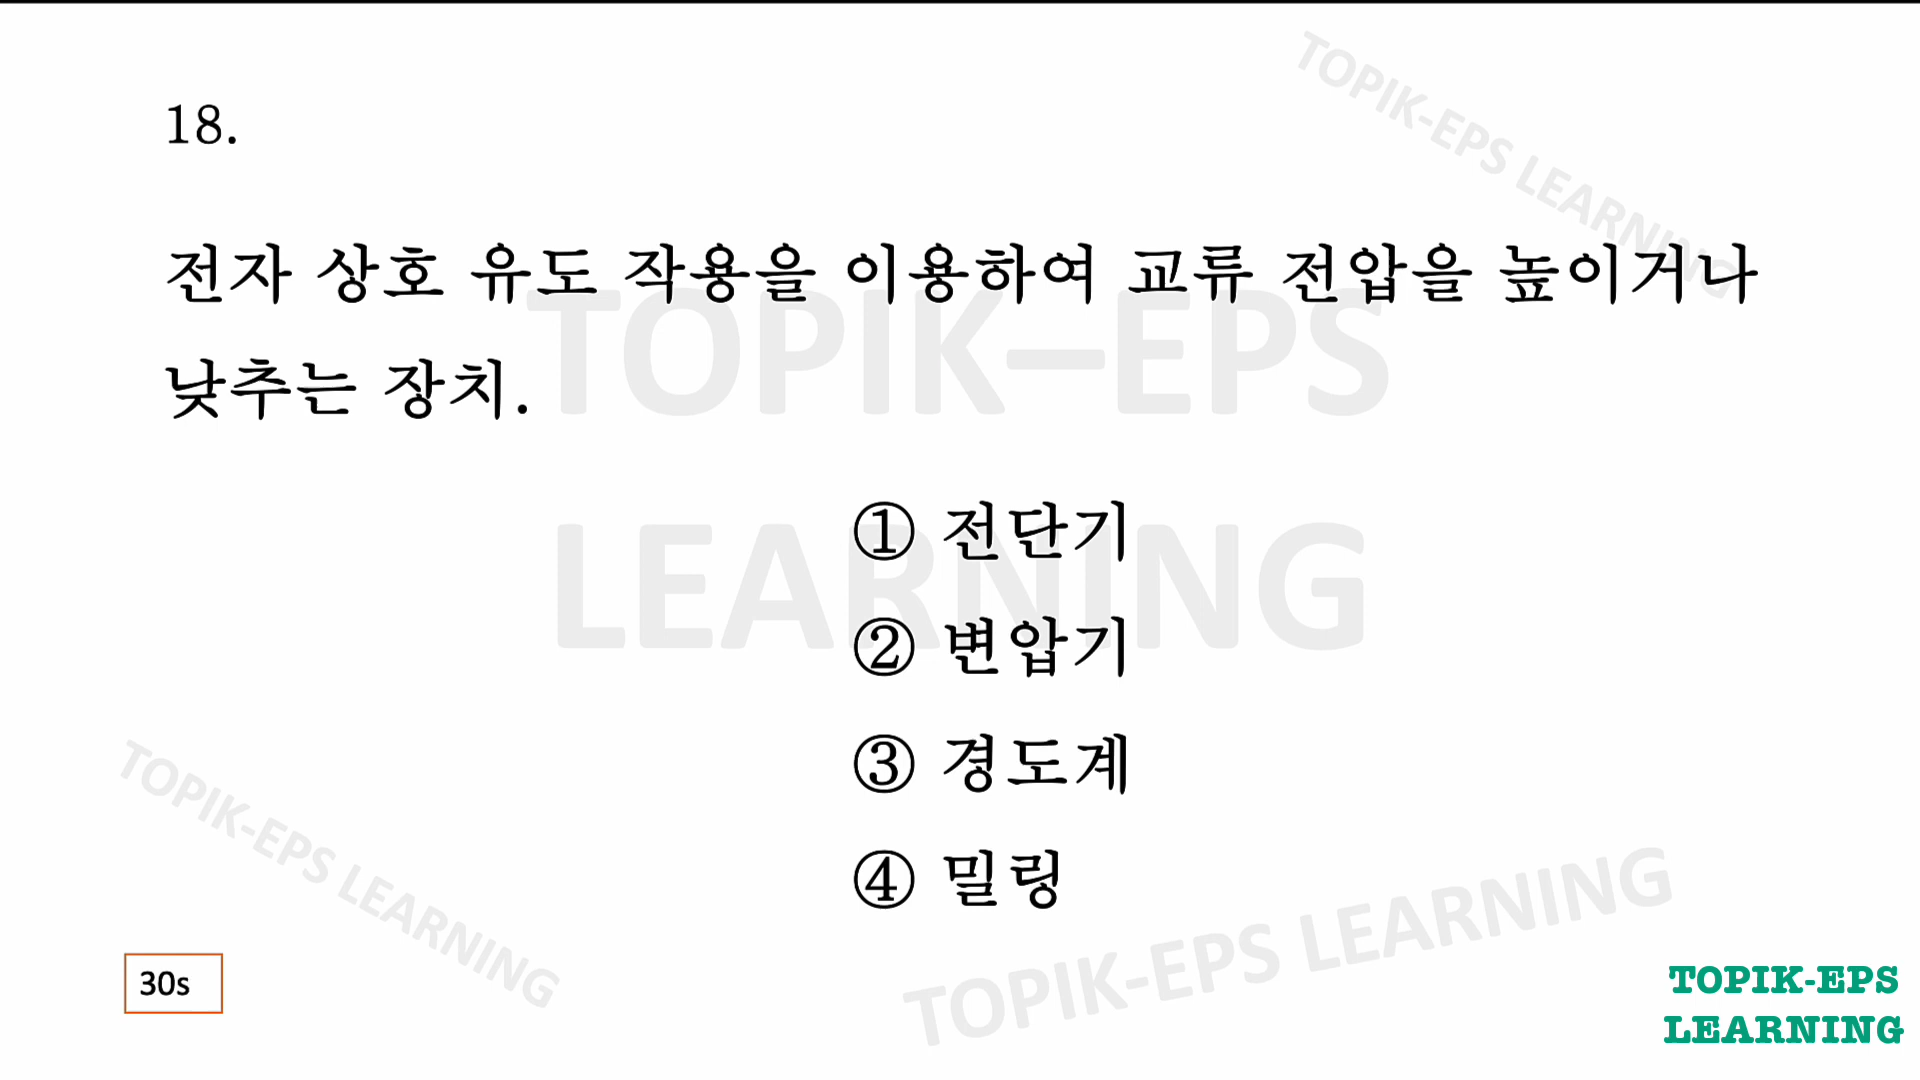 TOPIK-EPS LEARNING
18.
전자 상호 유도 작용을 이용하여 교류 전압을 높이거나
낮추는 장치.
TOPIK–EPS
LEARNING
① 전단기
② 변압기
③ 경도계
④ 밀링
TOPIK-EPS LEARNING
TOPIK-EPS LEARNING
30s
TOPIK-EPS
LEARNING